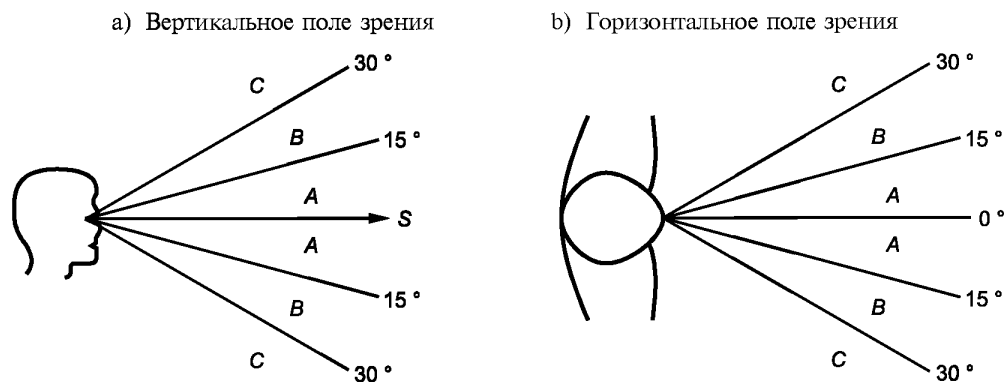 a) Вертикальное поле зрения
30 °
C
B
15 °
A
S
A
15 °
B
C
30 °
b) Горизонтальное поле зрения
30 °
C
B
15 °
A
0 °
A
15 °
B
C
30 °